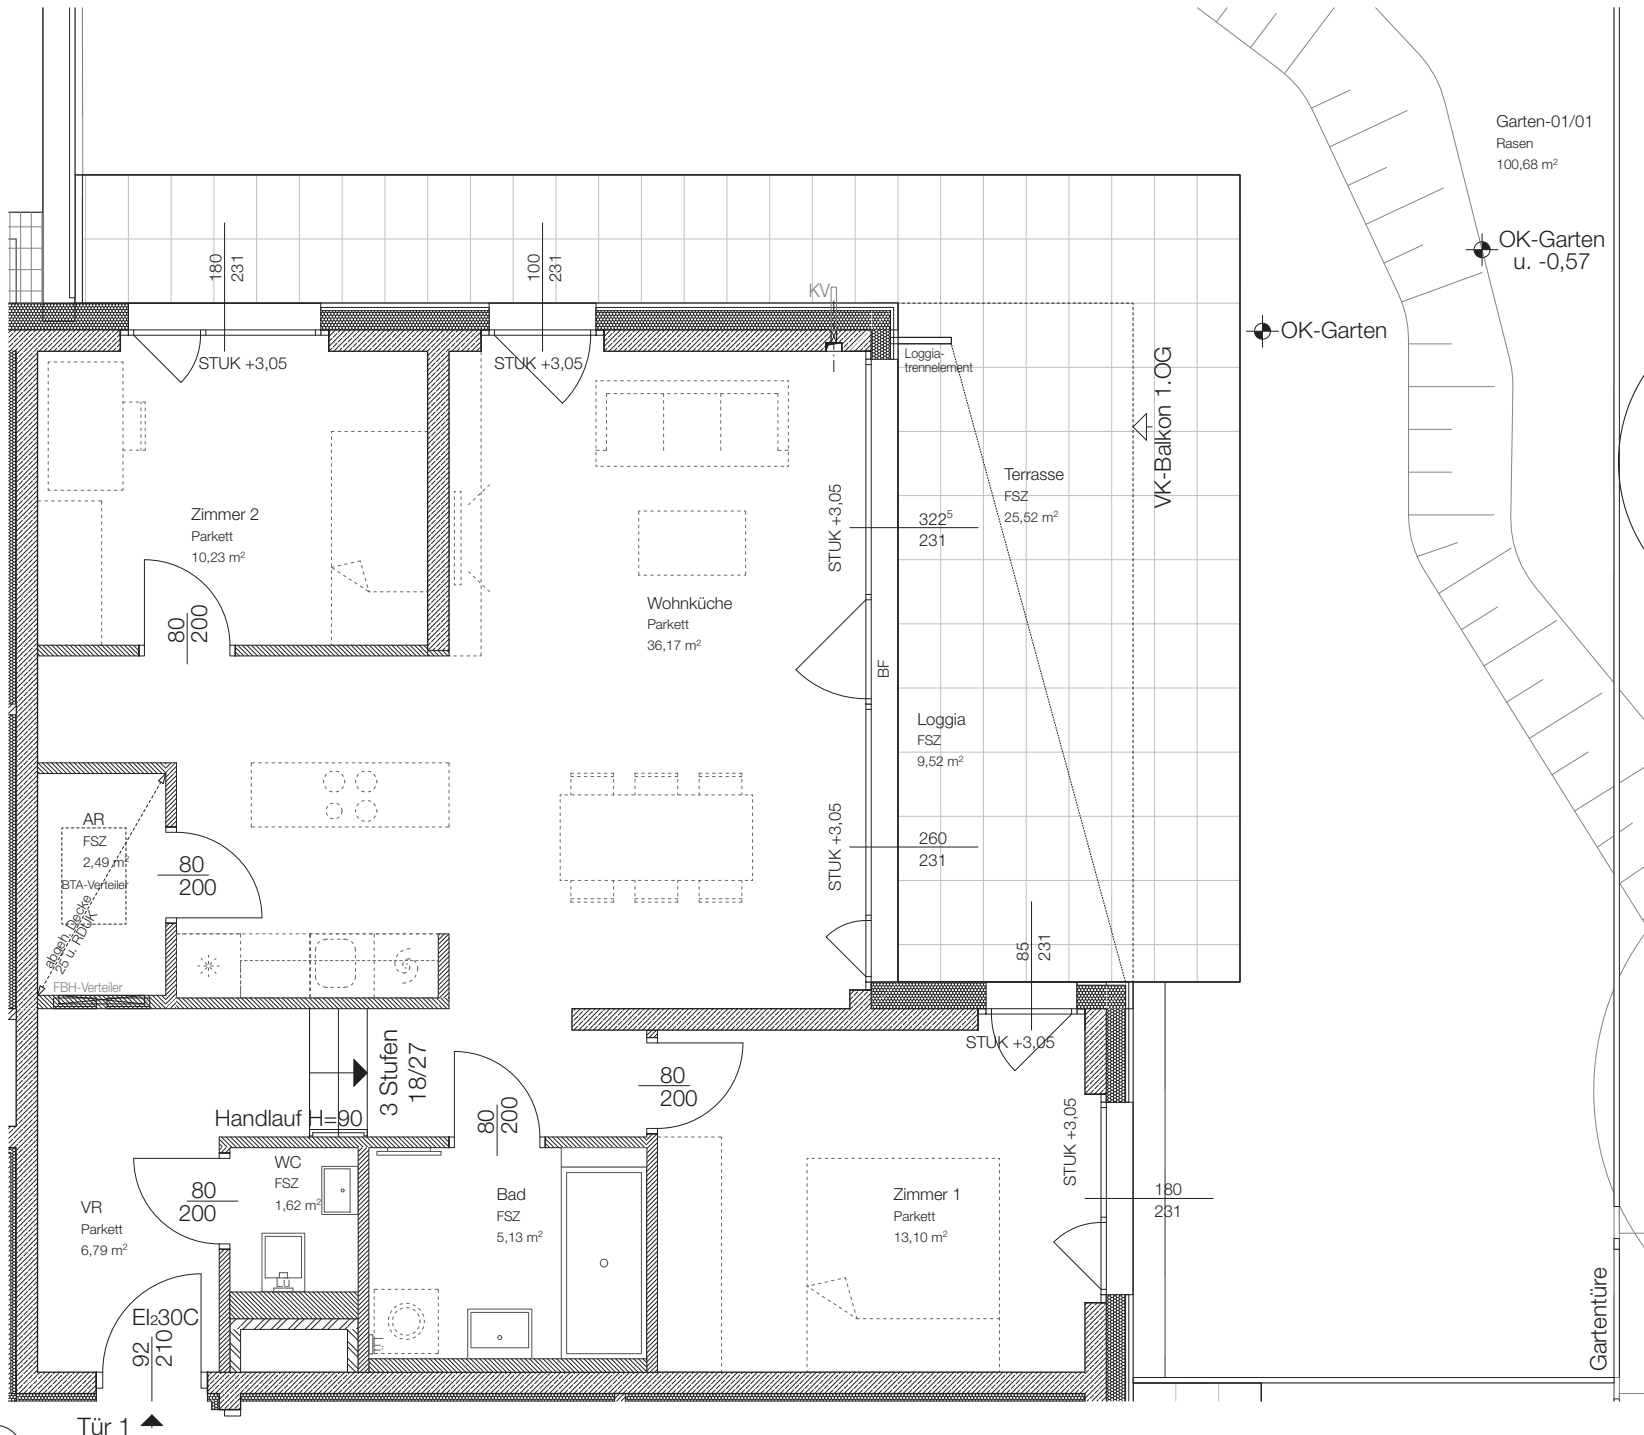 Garten-01/01
Rasen
100,68 m²
OK-Garten
u. -0,57
OK-Garten
180
231
100
231
KV
STUK +3,05
STUK +3,05
Loggia-
trennelement
VK-Balkon 1.OG
Zimmer 2
Parkett
10,23 m²
80
200
Wohnküche
Parkett
36,17 m²
STUK +3,05
322⁵
231
Terrasse
FSZ
25,52 m²
BF
Loggia
FSZ
9,52 m²
STUK +3,05
260
231
85
231
AR
FSZ
2,49 m²
BTA-Verteiler
abgeh. Decke
25 u. RDUK
FBH-Verteiler
80
200
3 Stufen
18/27
Handlauf H=90
80
200
80
200
STUK +3,05
STUK +3,05
180
231
VR
Parkett
6,79 m²
80
200
WC
FSZ
1,62 m²
Bad
FSZ
5,13 m²
Zimmer 1
Parkett
13,10 m²
EI₂30C
92
210
Tür 1
Gartentüre